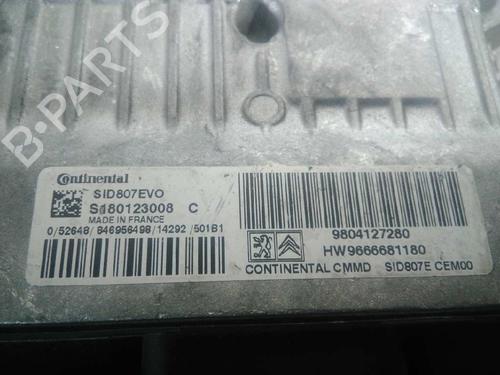 B-PARTS
Continental
SID807EVO
S180123008 C
MADE IN FRANCE
0/52648/846956498/14292/501B1
9804127280
HW9666681180
CONTINENTAL CMMD SID807E CEM00